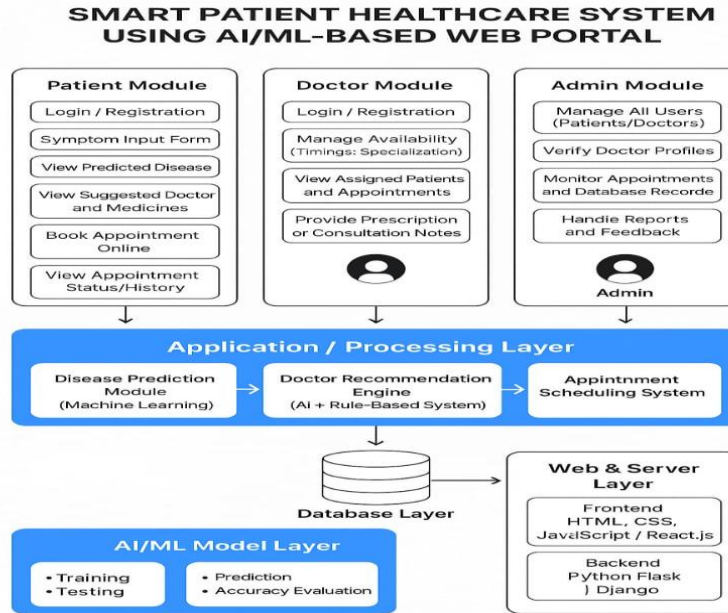 SMART PATIENT HEALTHCARE SYSTEM
USING AI/ML-BASED WEB PORTAL
Patient Module
Login / Registration
Symptom Input Form
View Predicted Disease
View Suggested Doctor
and Medicines
Book Appointment
Online
View Appointment
Status/History
Doctor Module
Login / Registration
Manage Availability
(Timings: Specialization)
View Assigned Patients
and Appointments
Provide Prescription
or Consultation Notes
Admin Module
Manage All Users
(Patients/Doctors)
Verify Doctor Profiles
Monitor Appointments
and Database Recorde
Handie Reports
and Feedback
Admin
Application / Processing Layer
Disease Prediction
Module
(Machine Learning)
Doctor Recommendation
Engine
(Ai + Rule-Based System)
Appintnment
Scheduling System
Database Layer
Web & Server
Layer
Frontend
HTML, CSS,
JavaScript / React.js
Backend
Python Flask
) Django
AI/ML Model Layer
• Training
• Testing
• Prediction
• Accuracy Evaluation